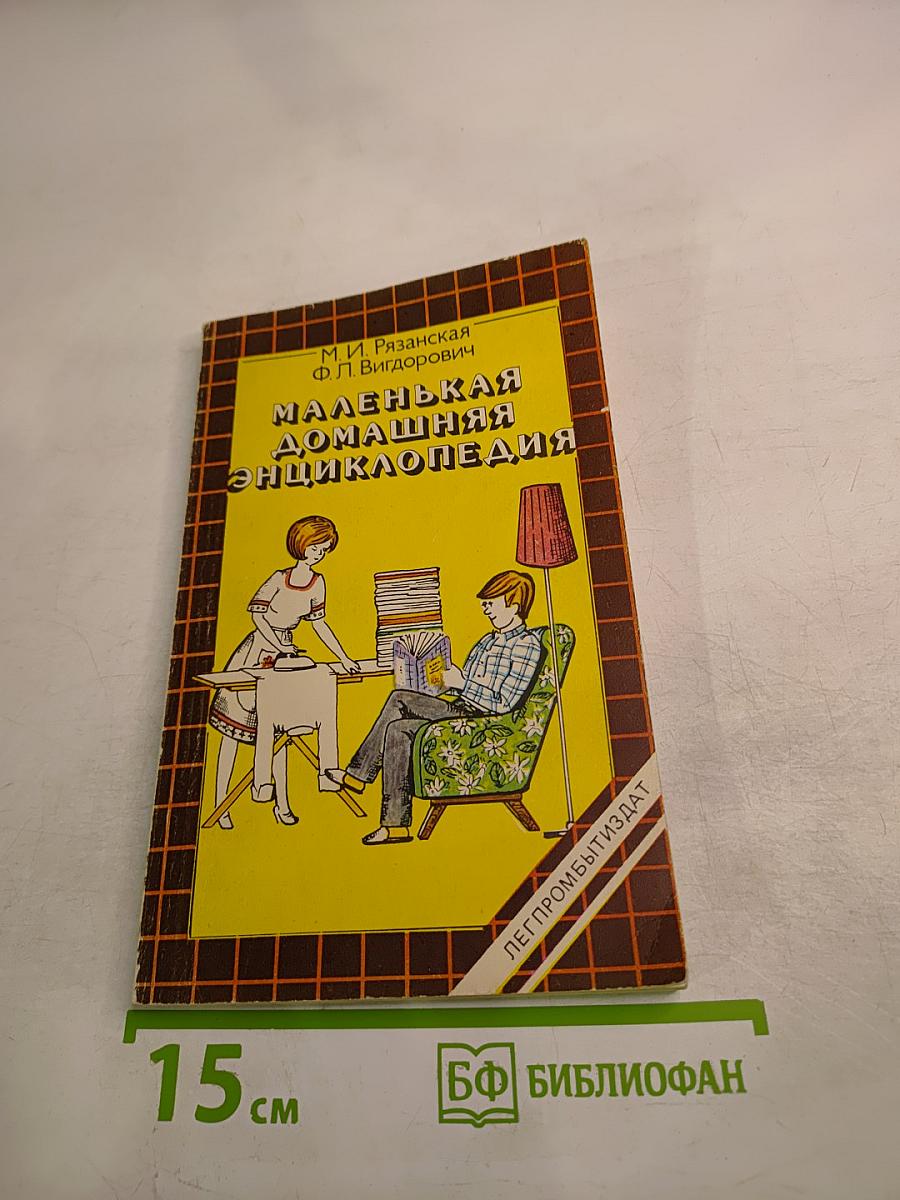 М. И. Рязанская
Ф. Л. Вигдорович
МАЛЕНЬКАЯ
ДОМАШНЯЯ
ЭНЦИКЛОПЕДИЯ
ЛЕГПРОМБЫТИЗДАТ
15 см
БФ БИБЛИОФАН